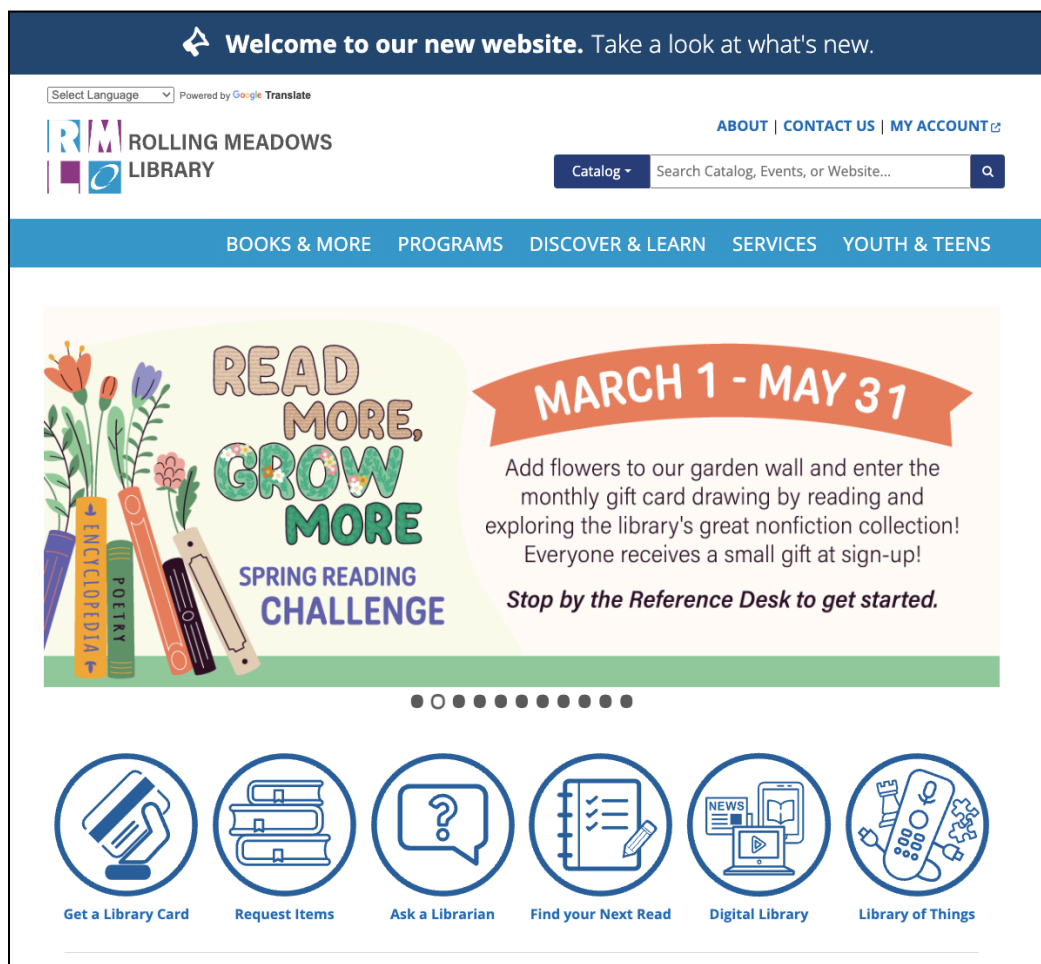 Welcome to our new website. Take a look at what's new.
Select Language
Powered by Google Translate
ROLLING MEADOWS
LIBRARY
RMLO
ABOUT | CONTACT US | MY ACCOUNT
Catalog
Search Catalog, Events, or Website...
BOOKS & MORE PROGRAMS DISCOVER & LEARN SERVICES YOUTH & TEENS
READ
MORE,
GROW
MORE
SPRING READING
CHALLENGE
ENCYCLOPEDIA
POETRY
MARCH 1 - MAY 31
Add flowers to our garden wall and enter the
monthly gift card drawing by reading and
exploring the library's great nonfiction collection!
Everyone receives a small gift at sign-up!
Stop by the Reference Desk to get started.
NEWS
Get a Library Card
Request Items
Ask a Librarian
Find your Next Read
Digital Library
Library of Things